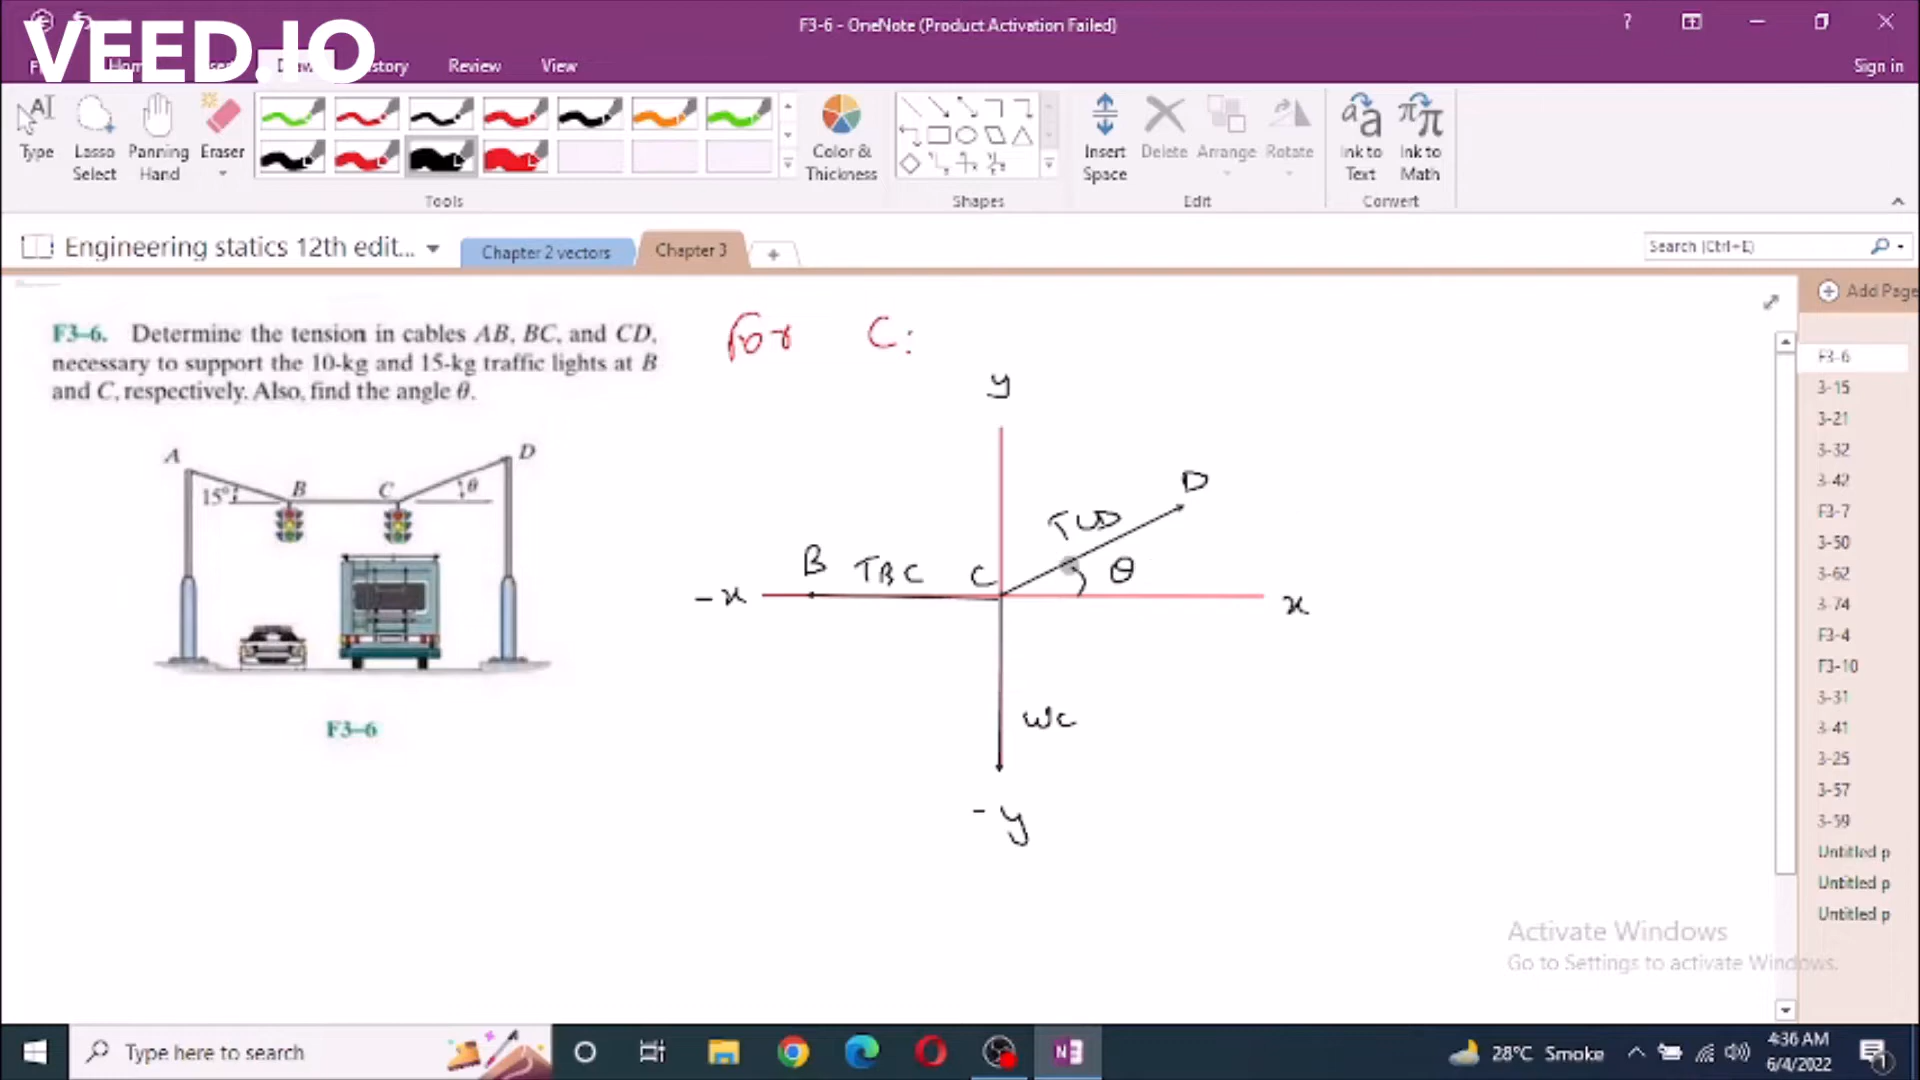 VEED.IO
F3-6 - OneNote (Product Activation Failed)
?
Review
View
Sign in
Type
Lasso Select
Panning Hand
Eraser
Color & Thickness
Insert Space
Delete
Arrange
Rotate
Ink to Text
Ink to Math
Tools
Shapes
Edit
Convert
Engineering statics 12th edit...
Chapter 2 vectors
Chapter 3
+
Search (Ctrl+E)
Add Page
F3–6. Determine the tension in cables AB, BC, and CD,
necessary to support the 10-kg and 15-kg traffic lights at B
and C, respectively. Also, find the angle θ.
A
D
15°
B
C
θ
F3–6
For C:
y
D
TCD
B
TBC
C
θ
-x
x
WC
-y
F3-6
3-15
3-21
3-32
3-42
F3-7
3-50
3-62
3-74
F3-4
F3-10
3-31
3-41
3-25
3-57
3-59
Untitled p
Untitled p
Untitled p
Activate Windows
Go to Settings to activate Windows.
Type here to search
28°C Smoke
4:36 AM
6/4/2022
1